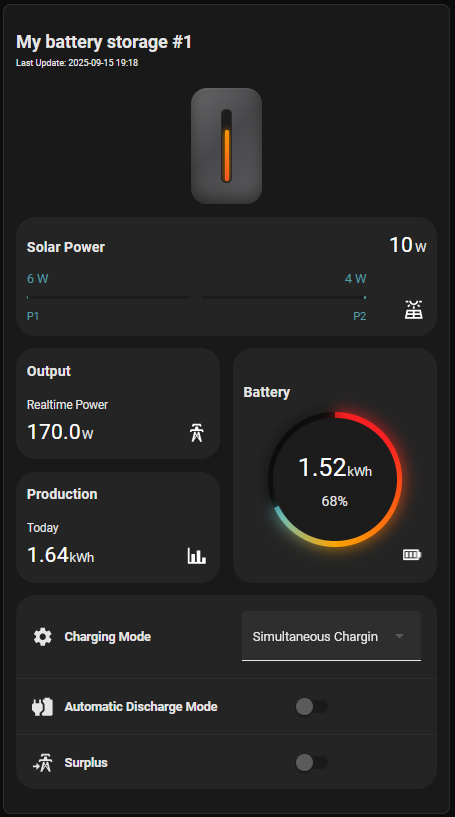 My battery storage #1
Last Update: 2025-09-15 19:18
Solar Power
10 W
6 W
4 W
P1
P2
Output
Realtime Power
170.0 W
Battery
1.52 kWh
68%
Production
Today
1.64 kWh
Charging Mode
Simultaneous Chargin
Automatic Discharge Mode
Surplus